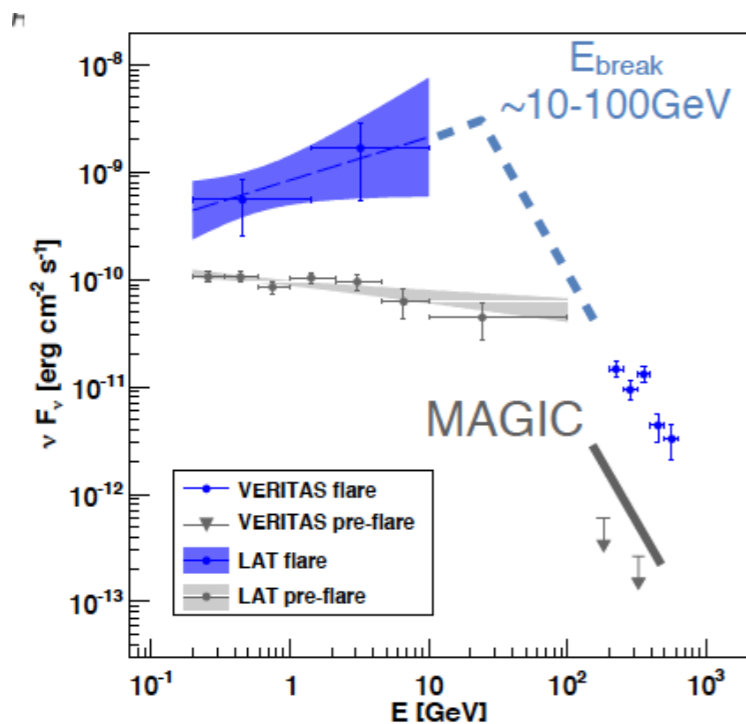 10⁻⁸
E_break
~10-100GeV
10⁻⁹
10⁻¹⁰
10⁻¹¹
MAGIC
10⁻¹²
10⁻¹³
ν F_ν [erg cm⁻² s⁻¹]
VERITAS flare
VERITAS pre-flare
LAT flare
LAT pre-flare
10⁻¹ 1 10 10² 10³
E [GeV]